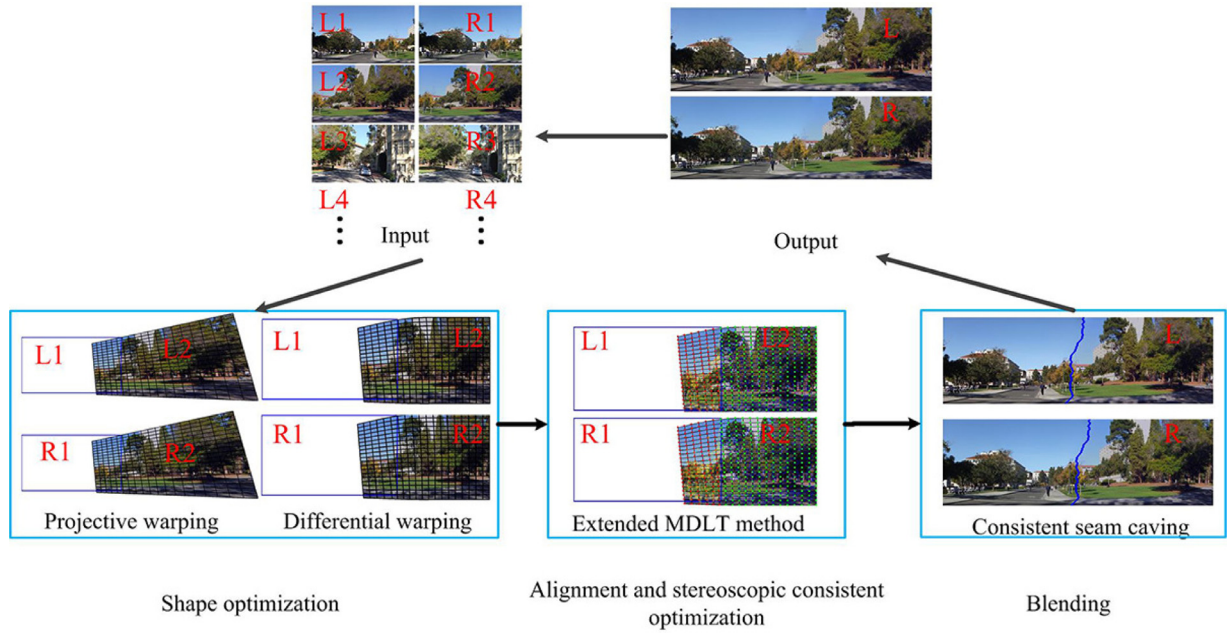 L1
R1
L2
R2
L3
R3
L4
R4
Input
L
R
Output
L1
L2
L1
L2
R1
R2
R1
R2
Projective warping
Differential warping
L1
L2
R1
R2
Extended MDLT method
L
R
Consistent seam caving
Shape optimization
Alignment and stereoscopic consistent
optimization
Blending